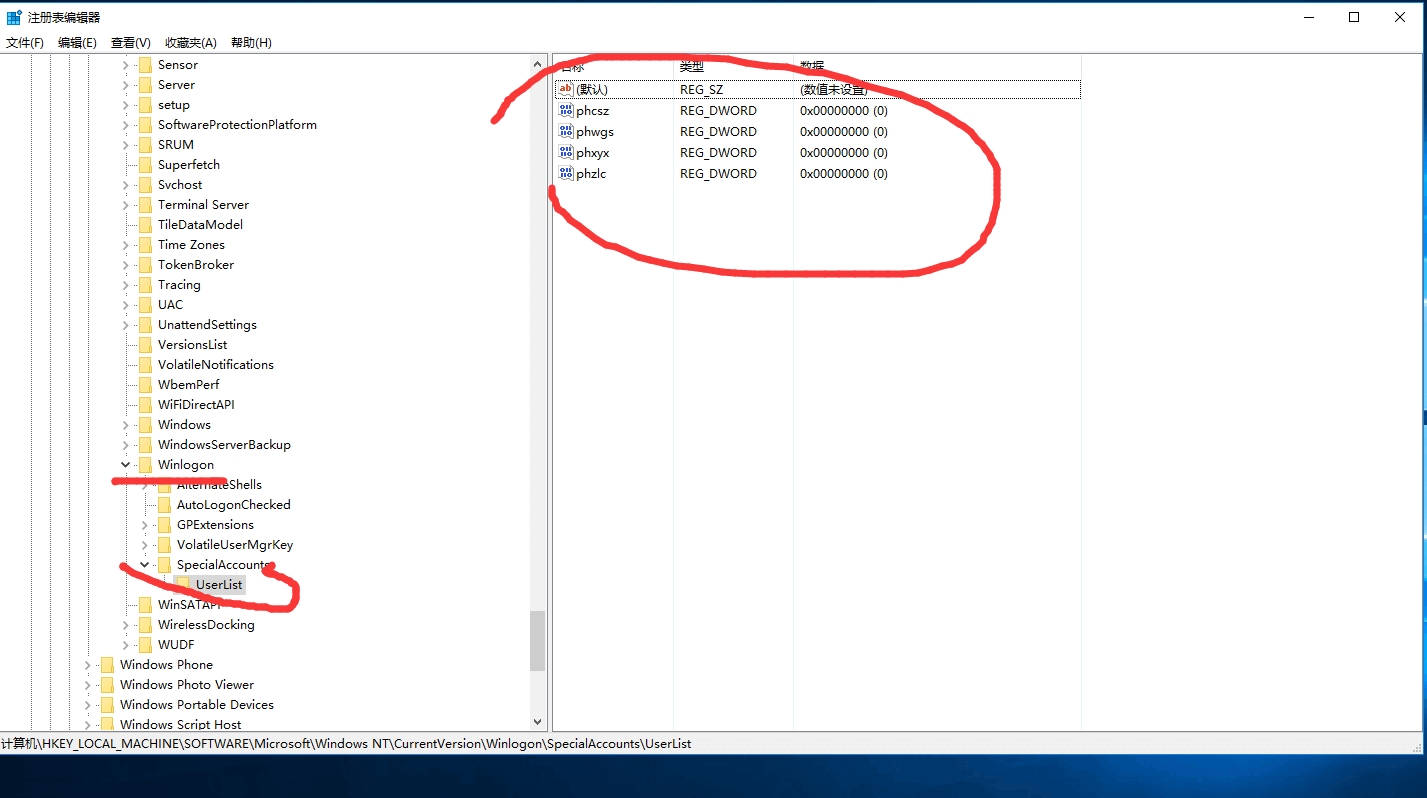 注册表编辑器
文件(F) 编辑(E) 查看(V) 收藏夹(A) 帮助(H)
Sensor
Server
setup
SoftwareProtectionPlatform
SRUM
Superfetch
Svchost
Terminal Server
TileDataModel
Time Zones
TokenBroker
Tracing
UAC
UnattendSettings
VersionsList
VolatileNotifications
WbemPerf
WiFiDirectAPI
Windows
WindowsServerBackup
Winlogon
AlternateShells
AutoLogonChecked
GPExtensions
VolatileUserMgrKey
SpecialAccounts
UserList
WinSATAPI
WirelessDocking
WUDF
Windows Phone
Windows Photo Viewer
Windows Portable Devices
Windows Script Host
名称 类型 数据
(默认) REG_SZ (数值未设置)
phcsz REG_DWORD 0x00000000 (0)
phwgs REG_DWORD 0x00000000 (0)
phxyx REG_DWORD 0x00000000 (0)
phzlc REG_DWORD 0x00000000 (0)
计算机\HKEY_LOCAL_MACHINE\SOFTWARE\Microsoft\Windows NT\CurrentVersion\Winlogon\SpecialAccounts\UserList